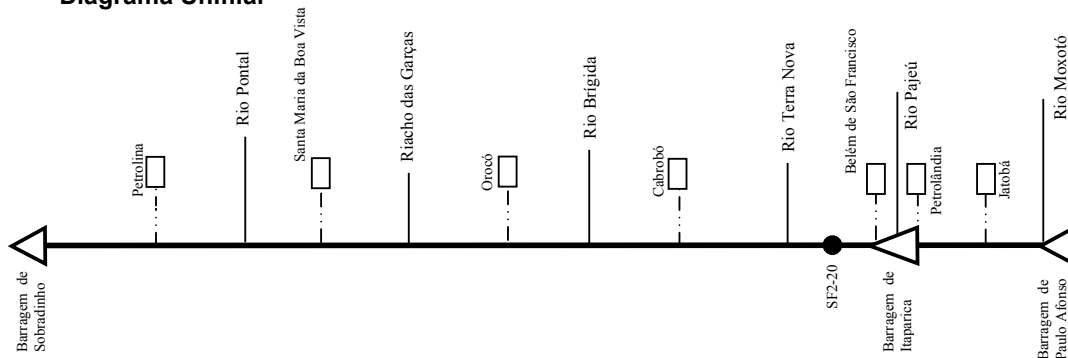 Diagrama Unifilar
Petrolina
Rio Pontal
Santa Maria da Boa Vista
Riacho das Garças
Orocó
Rio Brígida
Cabrobó
Rio Terra Nova
Belém de São Francisco
Rio Pajeú
Petrolândia
Jatobá
Rio Moxotó
Barragem de
Sobradinho
SF2-20
Barragem de
Itaparica
Barragem de
Paulo Afonso